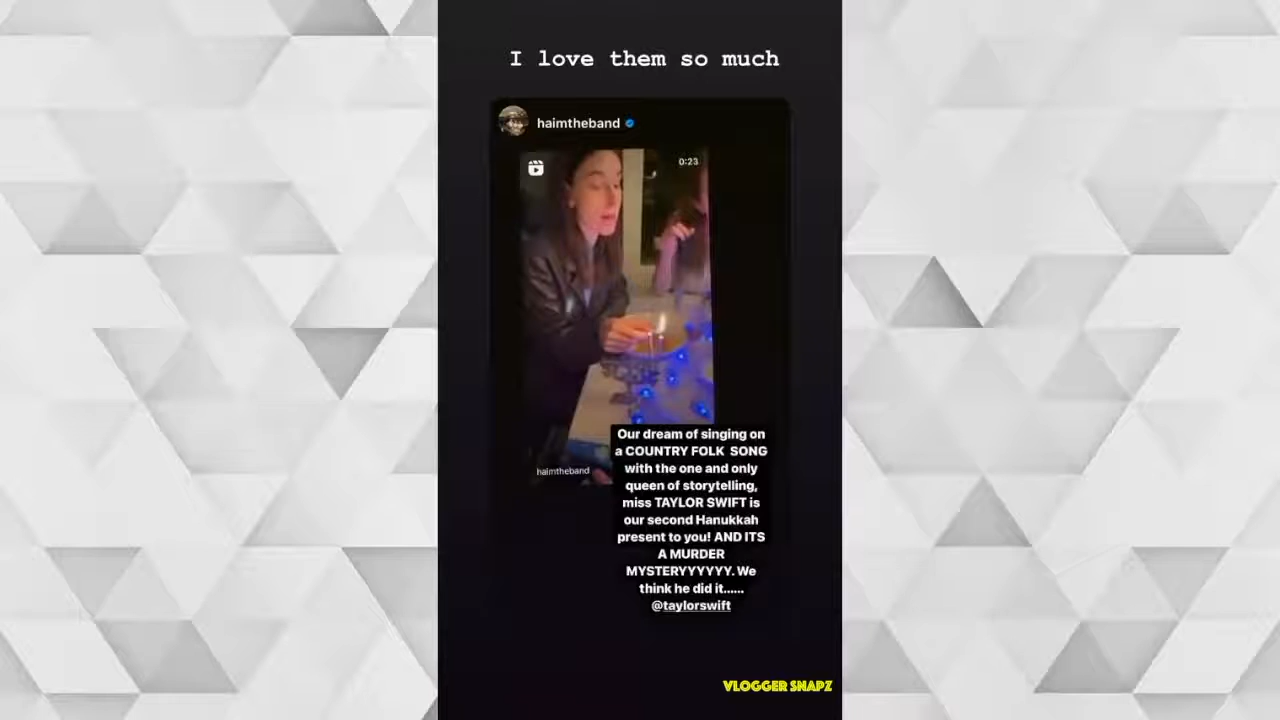 I love them so much
haimtheband
0:23
Our dream of singing on
a COUNTRY FOLK SONG
with the one and only
queen of storytelling,
miss TAYLOR SWIFT is
our second Hanukkah
present to you! AND ITS
A MURDER
MYSTERYYYYYY. We
think he did it......
@taylorswift
haimtheband
VLOGGER SNAPZ